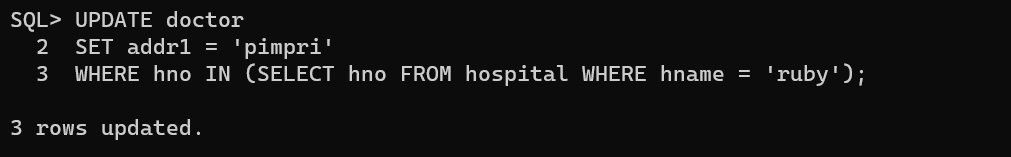 SQL> UPDATE doctor
  2  SET addr1 = 'pimpri'
  3  WHERE hno IN (SELECT hno FROM hospital WHERE hname = 'ruby');
3 rows updated.